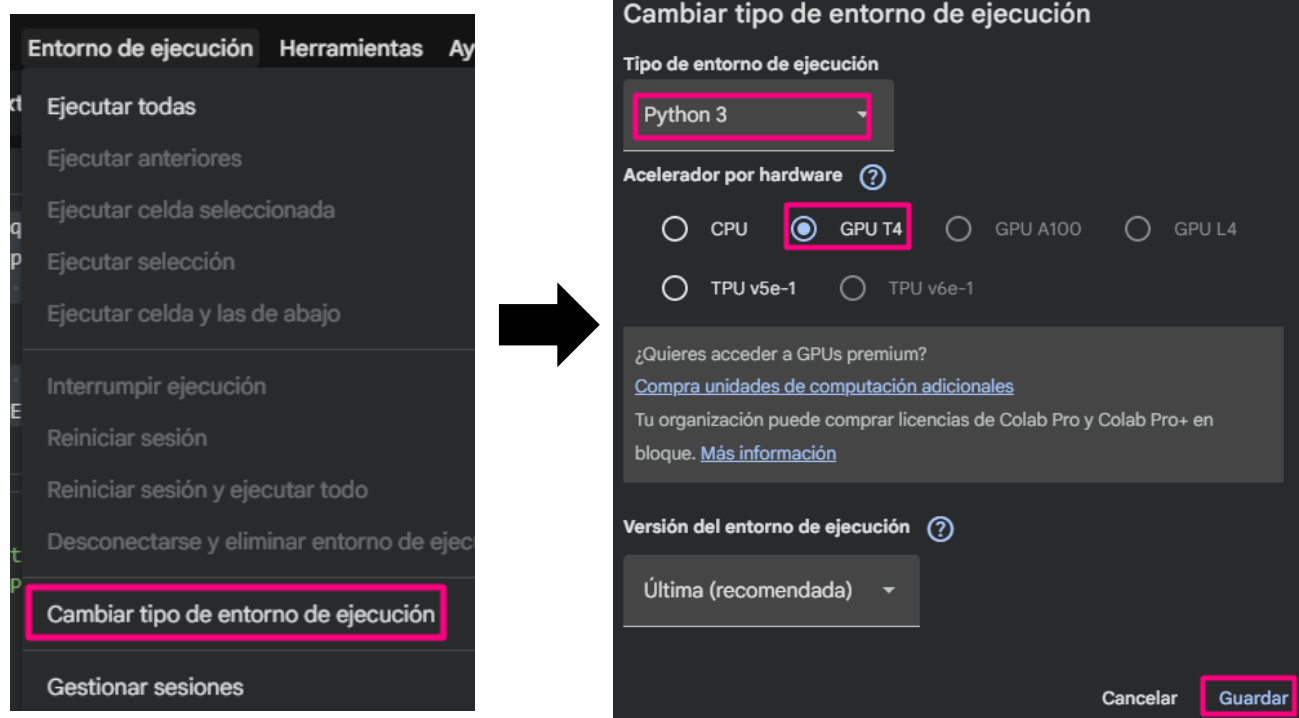 Entorno de ejecución Herramientas Ay
Ejecutar todas
Ejecutar anteriores
Ejecutar celda seleccionada
Ejecutar selección
Ejecutar celda y las de abajo
Interrumpir ejecución
Reiniciar sesión
Reiniciar sesión y ejecutar todo
Desconectarse y eliminar entorno de ejec
Cambiar tipo de entorno de ejecución
Gestionar sesiones
Cambiar tipo de entorno de ejecución
Tipo de entorno de ejecución
Python 3
Acelerador por hardware ?
CPU GPU T4 GPU A100 GPU L4
TPU v5e-1 TPU v6e-1
¿Quieres acceder a GPUs premium?
Compra unidades de computación adicionales
Tu organización puede comprar licencias de Colab Pro y Colab Pro+ en
bloque. Más información
Versión del entorno de ejecución ?
Última (recomendada)
Cancelar Guardar